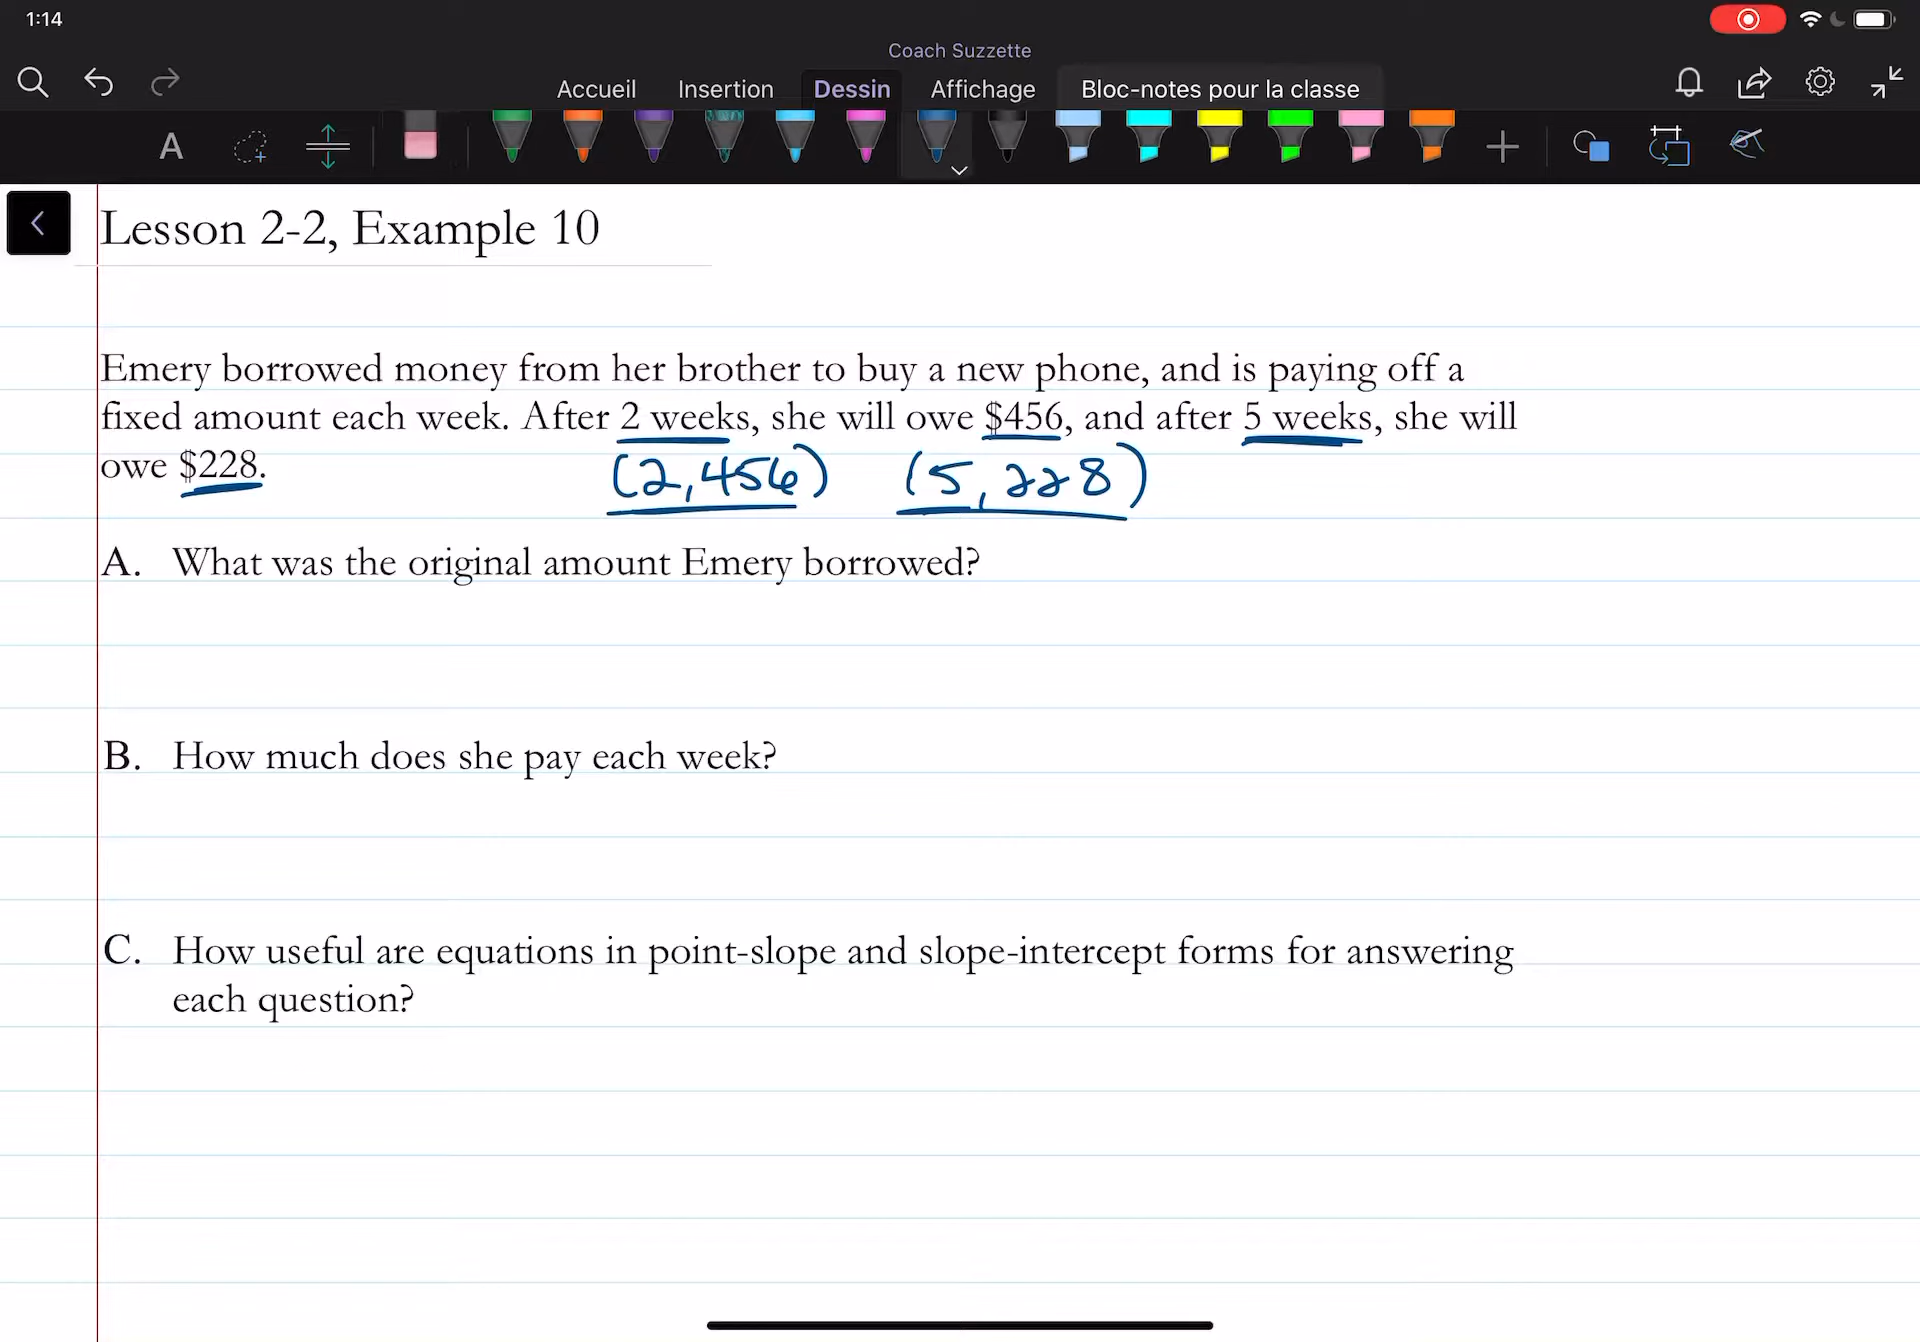 1:14
Coach Suzzette
Accueil Insertion Dessin Affichage Bloc-notes pour la classe
A
Lesson 2-2, Example 10
Emery borrowed money from her brother to buy a new phone, and is paying off a
fixed amount each week. After 2 weeks, she will owe $456, and after 5 weeks, she will
owe $228.
(2,456) (5,228)
A. What was the original amount Emery borrowed?
B. How much does she pay each week?
C. How useful are equations in point-slope and slope-intercept forms for answering
each question?